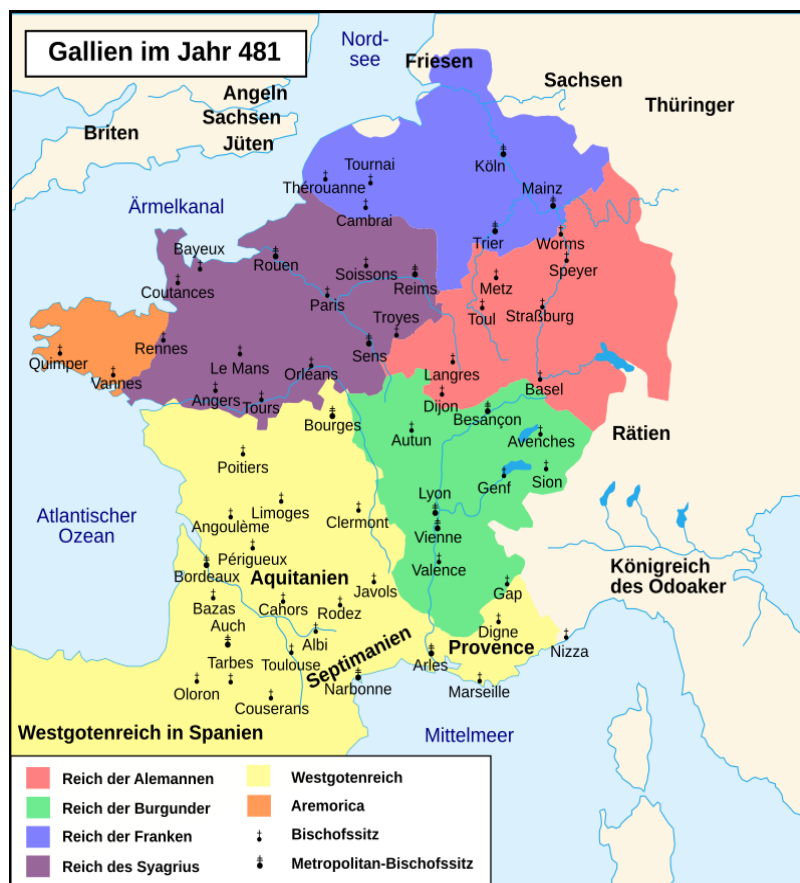 Gallien im Jahr 481
Nord-
see
Friesen
Sachsen
Thüringer
Angeln
Sachsen
Jüten
Briten
Ärmelkanal
Tournai
Thérouanne
Cambrai
Köln
Mainz
Trier
Worms
Speyer
Bayeux
Rouen
Soissons
Reims
Coutances
Paris
Troyes
Metz
Toul
Straßburg
Rennes
Quimper
Vannes
Le Mans
Orléans
Sens
Langres
Angers
Tours
Dijon
Basel
Bourges
Besançon
Autun
Avenches
Rätien
Poitiers
Genf
Sion
Lyon
Limoges
Clermont
Angoulême
Vienne
Atlantischer
Ozean
Périgueux
Bordeaux
Aquitanien
Valence
Königreich
des Odoaker
Javols
Gap
Bazas
Cahors
Rodez
Auch
Albi
Digne
Septimanien
Provence
Nizza
Tarbes
Toulouse
Arles
Oloron
Narbonne
Marseille
Couserans
Westgotenreich in Spanien
Mittelmeer
Reich der Alemannen
Reich der Burgunder
Reich der Franken
Reich des Syagrius
Westgotenreich
Aremorica
Bischofssitz
Metropolitan-Bischofssitz